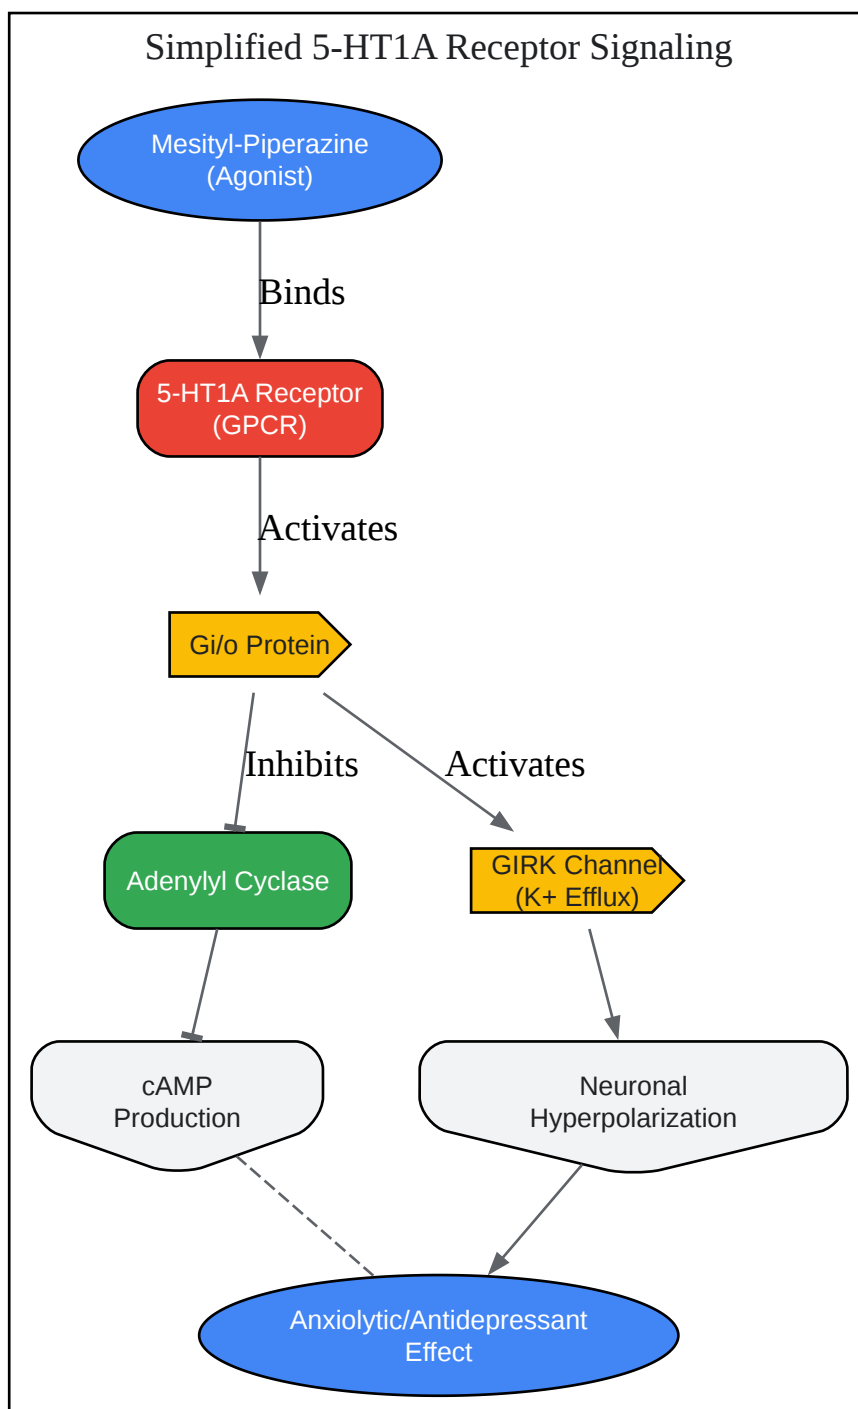 Simplified 5-HT1A Receptor Signaling
Mesityl-Piperazine
(Agonist)
Binds
5-HT1A Receptor
(GPCR)
Activates
Gi/o Protein
Inhibits
Activates
Adenylyl Cyclase
GIRK Channel
(K+ Efflux)
cAMP
Production
Neuronal
Hyperpolarization
Anxiolytic/Antidepressant
Effect